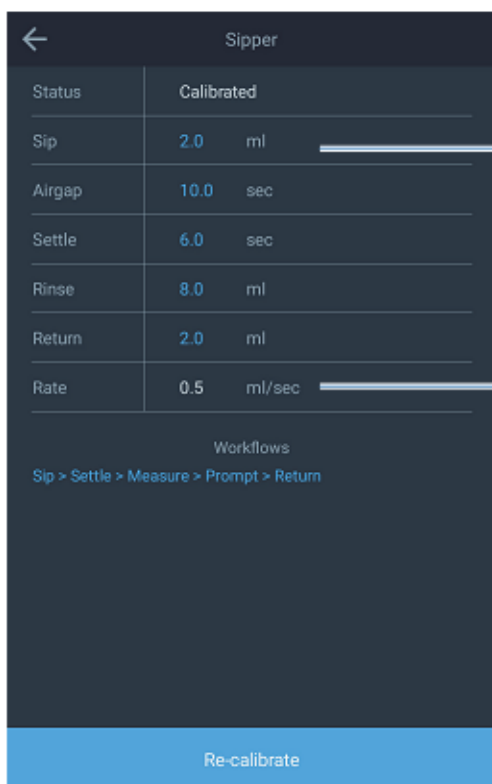 Sipper
Status Calibrated
Sip 2.0 ml
Airgap 10.0 sec
Settle 6.0 sec
Rinse 8.0 ml
Return 2.0 ml
Rate 0.5 ml/sec
Workflows
Sip > Settle > Measure > Prompt > Return
Re-calibrate